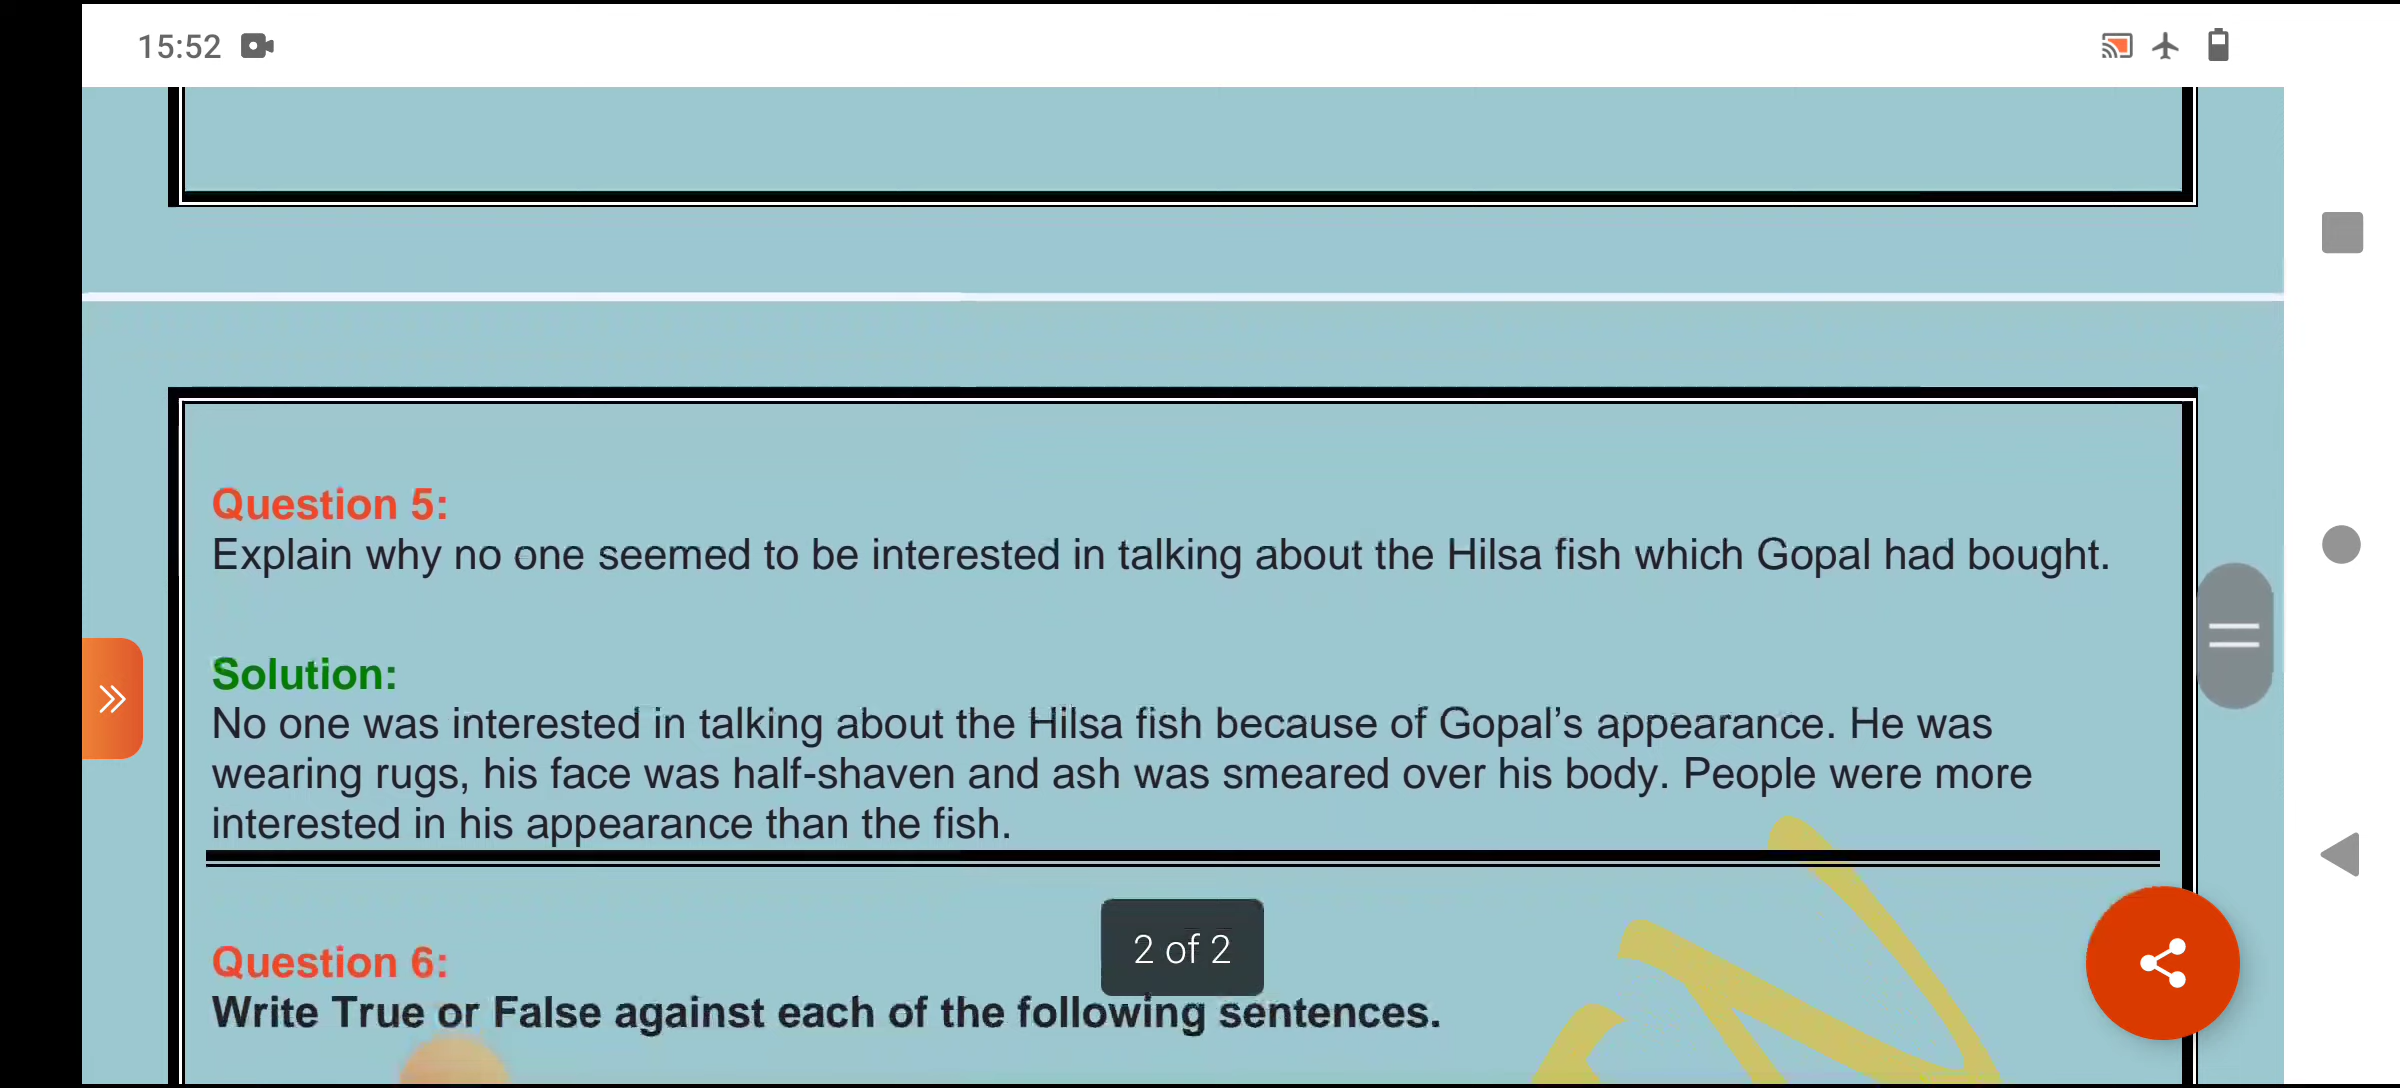 15:52
Question 5:
Explain why no one seemed to be interested in talking about the Hilsa fish which Gopal had bought.
Solution:
No one was interested in talking about the Hilsa fish because of Gopal’s appearance. He was
wearing rugs, his face was half-shaven and ash was smeared over his body. People were more
interested in his appearance than the fish.
2 of 2
Question 6:
Write True or False against each of the following sentences.